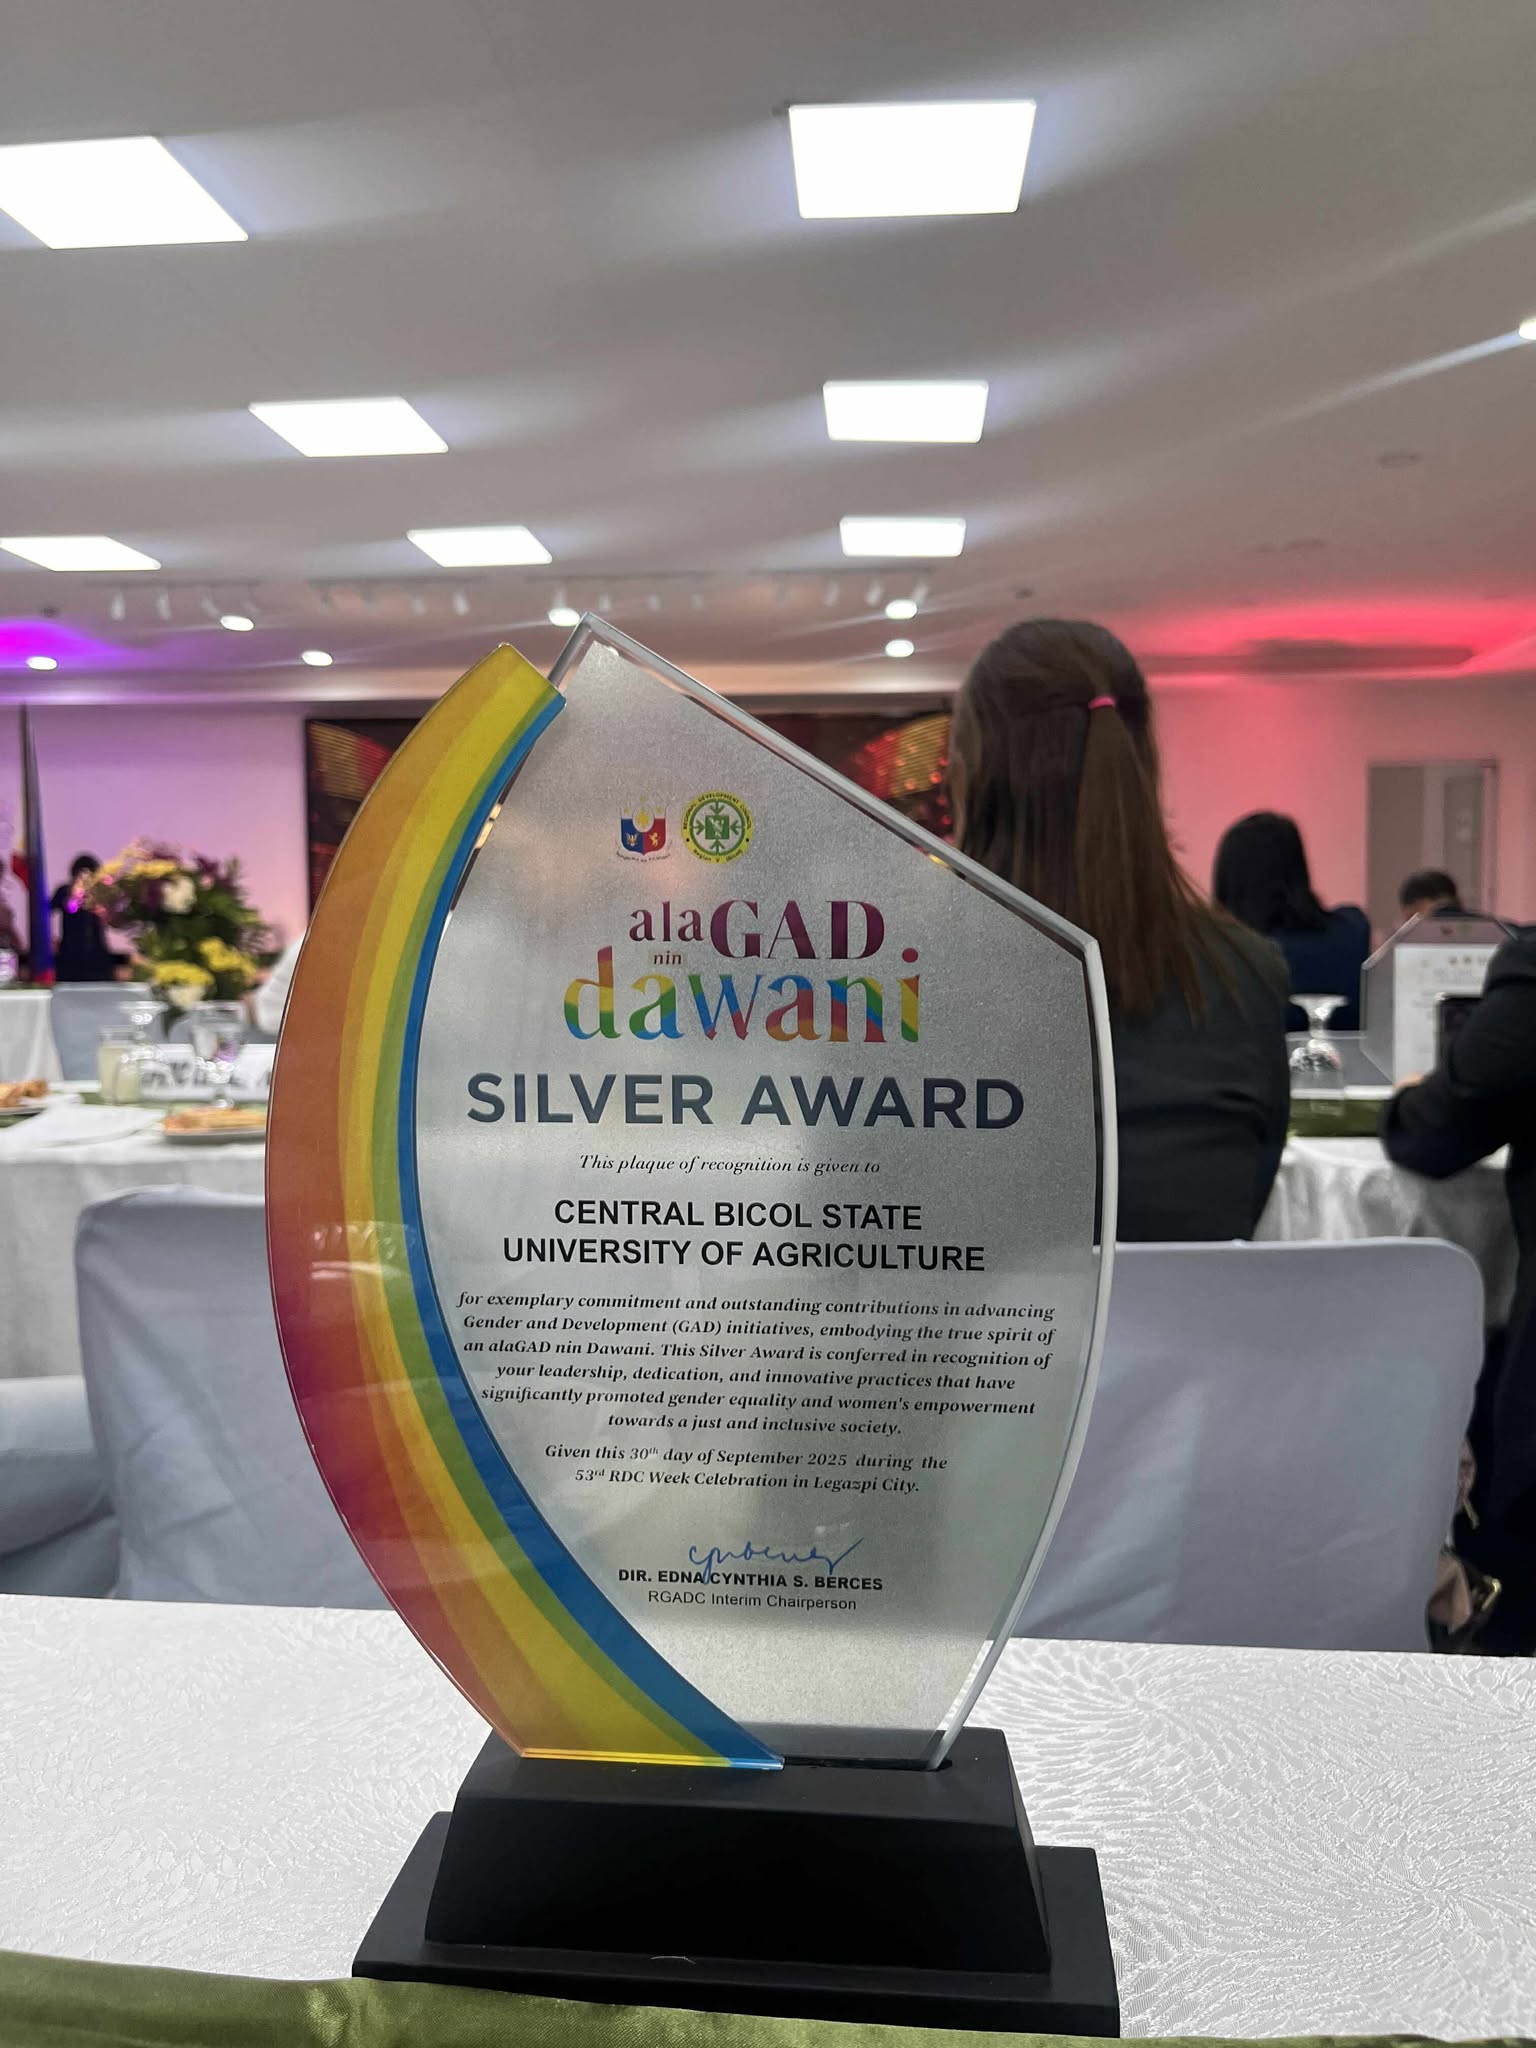 REGIONAL DEVELOPMENT COUNCIL
alaGAD
nin
dawani
SILVER AWARD
This plaque of recognition is given to
CENTRAL BICOL STATE
UNIVERSITY OF AGRICULTURE
for exemplary commitment and outstanding contributions in advancing
Gender and Development (GAD) initiatives, embodying the true spirit of
an alaGAD nin Dawani. This Silver Award is conferred in recognition of
your leadership, dedication, and innovative practices that have
significantly promoted gender equality and women's empowerment
towards a just and inclusive society.
Given this 30th day of September 2025 during the
53rd RDC Week Celebration in Legazpi City.
DIR. EDNA CYNTHIA S. BERCES
RGADC Interim Chairperson